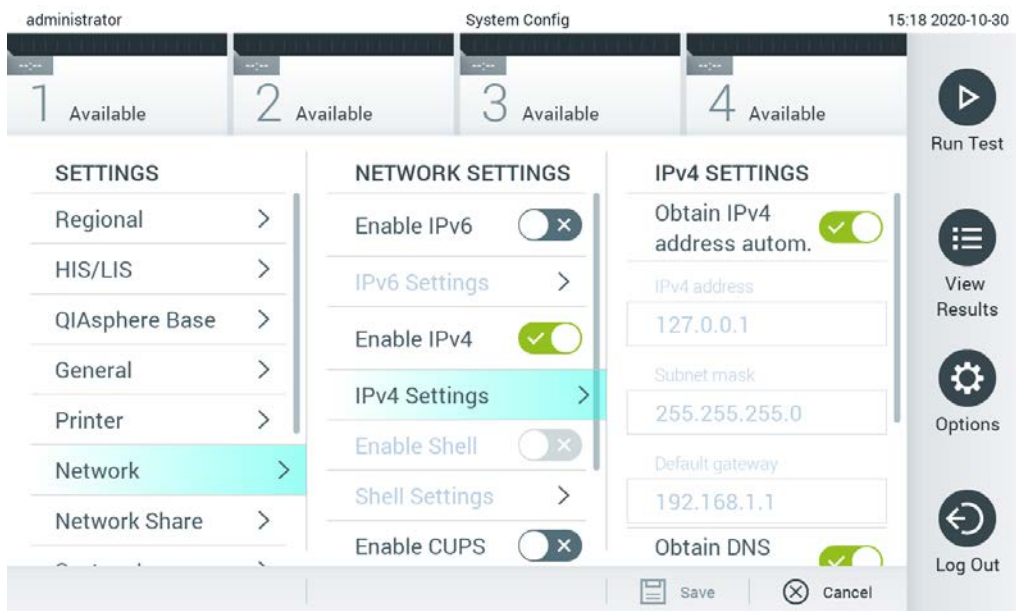 administrator
System Config
15:18 2020-10-30
--:--
1 Available
--:--
2 Available
--:--
3 Available
--:--
4 Available
Run Test
View
Results
Options
Log Out
SETTINGS
Regional
HIS/LIS
QIAsphere Base
General
Printer
Network
Network Share
NETWORK SETTINGS
Enable IPv6
IPv6 Settings
Enable IPv4
IPv4 Settings
Enable Shell
Shell Settings
Enable CUPS
IPv4 SETTINGS
Obtain IPv4
address autom.
IPv4 address
127.0.0.1
Subnet mask
255.255.255.0
Default gateway
192.168.1.1
Obtain DNS
Save
Cancel